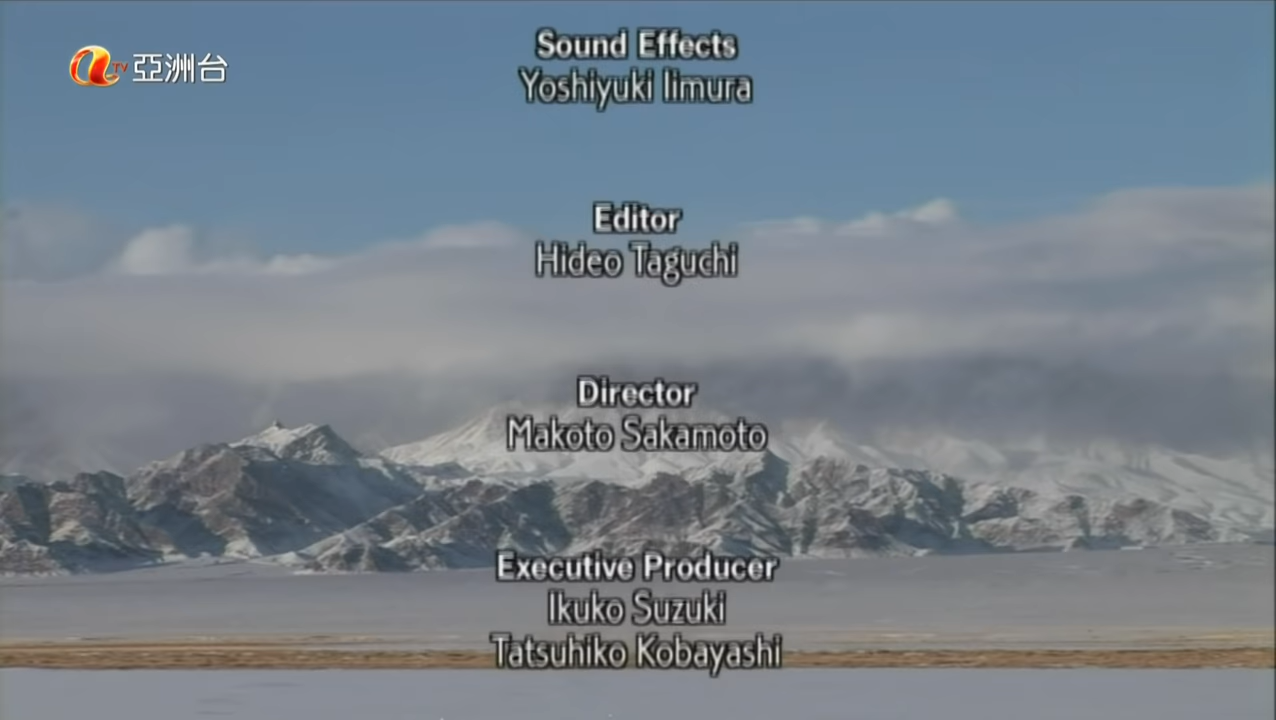 aTV 亞洲台
Sound Effects
Yoshiyuki Iimura
Editor
Hideo Taguchi
Director
Makoto Sakamoto
Executive Producer
Ikuko Suzuki
Tatsuhiko Kobayashi